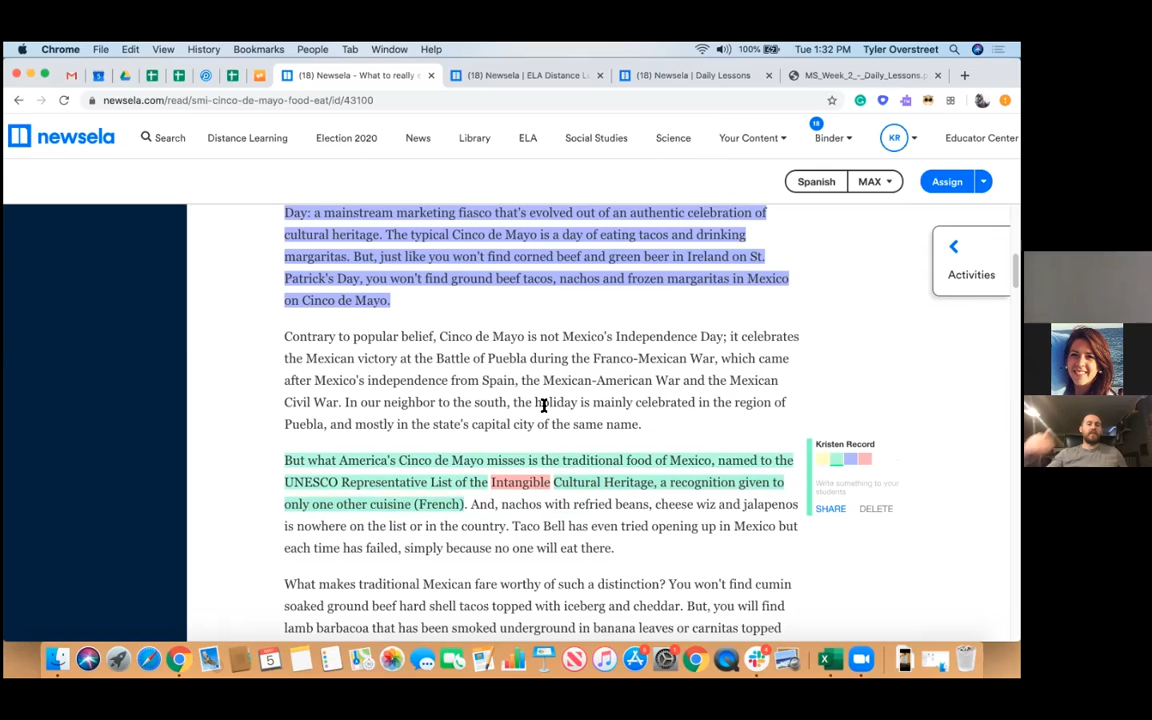 Chrome File Edit View History Bookmarks People Tab Window Help 100% Tue 1:32 PM Tyler Overstreet
(18) Newsela - What to really e × (18) Newsela | ELA Distance L × (18) Newsela | Daily Lessons × MS_Week_2_-_Daily_Lessons.p × +
newsela.com/read/smi-cinco-de-mayo-food-eat/id/43100
18
newsela Search Distance Learning Election 2020 News Library ELA Social Studies Science Your Content Binder KR Educator Center
Spanish MAX Assign
Day: a mainstream marketing fiasco that's evolved out of an authentic celebration of
cultural heritage. The typical Cinco de Mayo is a day of eating tacos and drinking
margaritas. But, just like you won't find corned beef and green beer in Ireland on St.
Patrick's Day, you won't find ground beef tacos, nachos and frozen margaritas in Mexico
on Cinco de Mayo.
Activities
Contrary to popular belief, Cinco de Mayo is not Mexico's Independence Day; it celebrates
the Mexican victory at the Battle of Puebla during the Franco-Mexican War, which came
after Mexico's independence from Spain, the Mexican-American War and the Mexican
Civil War. In our neighbor to the south, the holiday is mainly celebrated in the region of
Puebla, and mostly in the state's capital city of the same name.
But what America's Cinco de Mayo misses is the traditional food of Mexico, named to the
UNESCO Representative List of the Intangible Cultural Heritage, a recognition given to
only one other cuisine (French). And, nachos with refried beans, cheese wiz and jalapenos
is nowhere on the list or in the country. Taco Bell has even tried opening up in Mexico but
each time has failed, simply because no one will eat there.
Kristen Record
Write something to your
students.
SHARE DELETE
What makes traditional Mexican fare worthy of such a distinction? You won't find cumin
soaked ground beef hard shell tacos topped with iceberg and cheddar. But, you will find
lamb barbacoa that has been smoked underground in banana leaves or carnitas topped
5